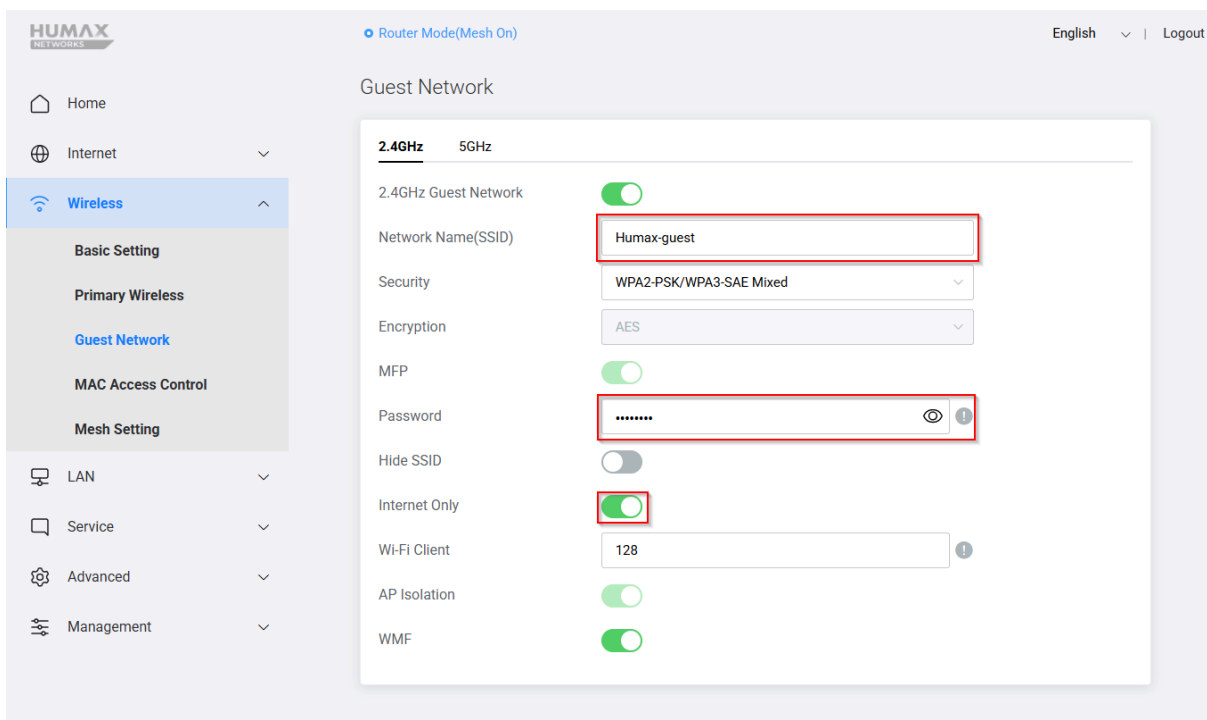 HUMAX
NETWORKS
Router Mode(Mesh On)
English | Logout
Home
Internet
Wireless
Basic Setting
Primary Wireless
Guest Network
MAC Access Control
Mesh Setting
LAN
Service
Advanced
Management
Guest Network
2.4GHz 5GHz
2.4GHz Guest Network
Network Name(SSID) Humax-guest
Security WPA2-PSK/WPA3-SAE Mixed
Encryption AES
MFP
Password ••••••••
Hide SSID
Internet Only
Wi-Fi Client 128
AP Isolation
WMF